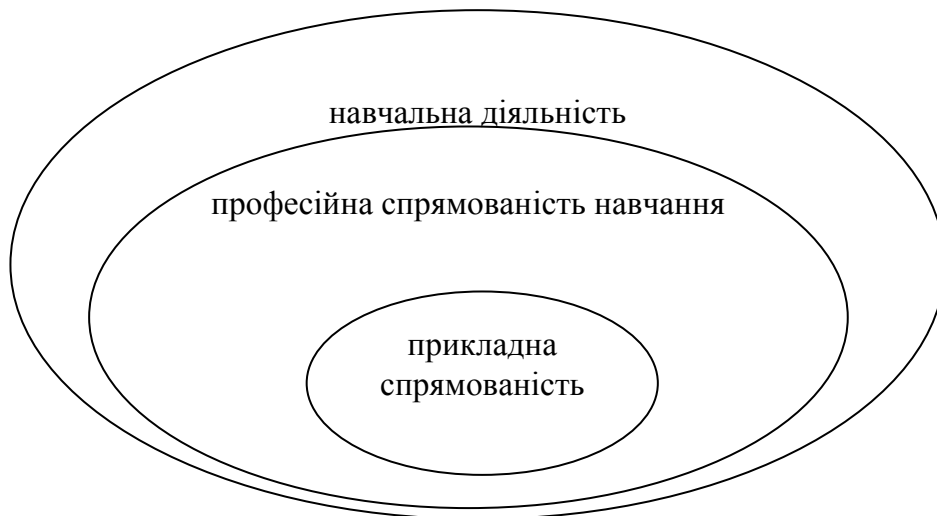 навчальна діяльність
професійна спрямованість навчання
прикладна
спрямованість